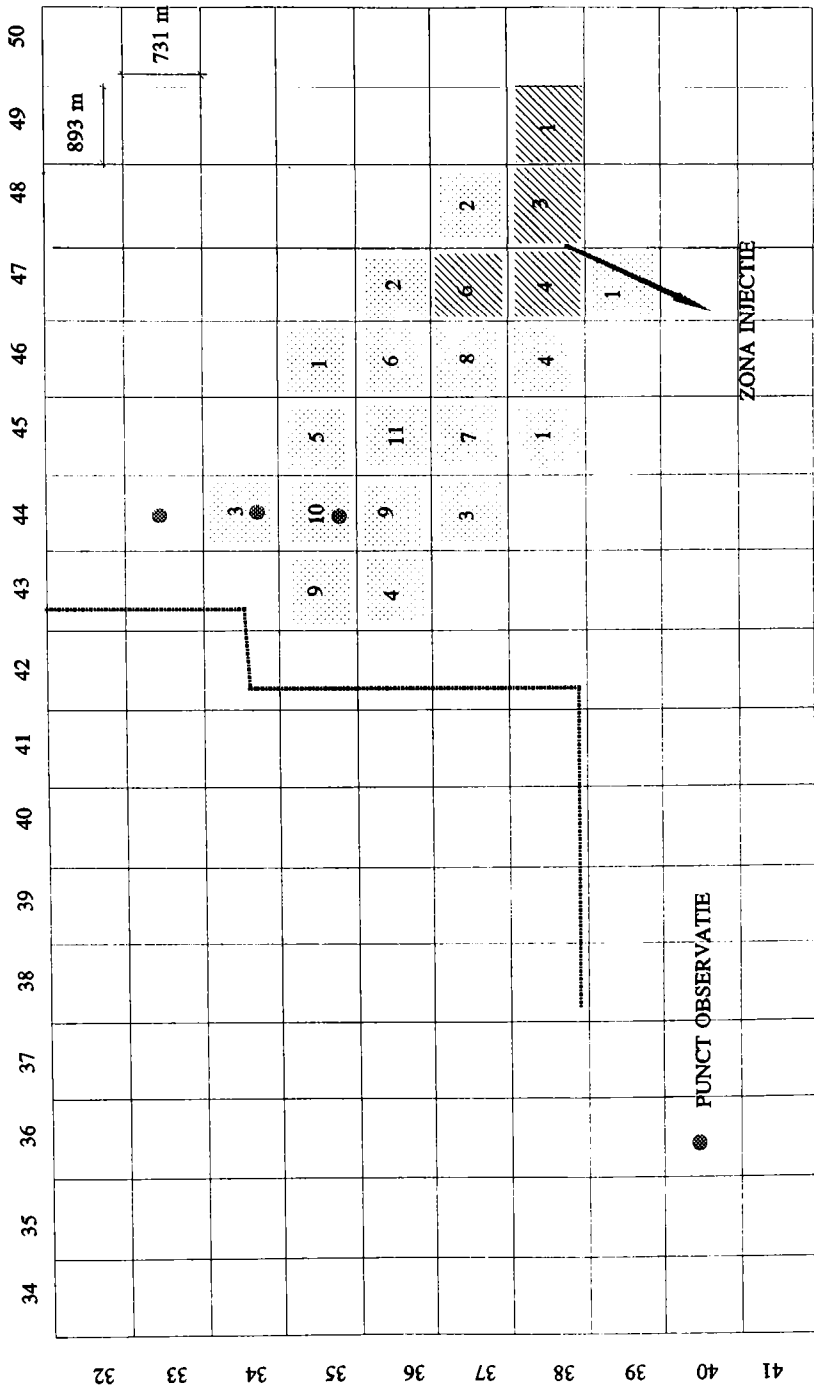 34 35 36 37 38 39 40 41 42 43 44 45 46 47 48 49 50
32 893 m
33 731 m
34 3
35 9 10 5 1
36 4 9 11 6 2
37 3 7 8 6 2
38 1 4 4 3 1
39 1
40 PUNCT OBSERVATIE
41 ZONA INJECTIE